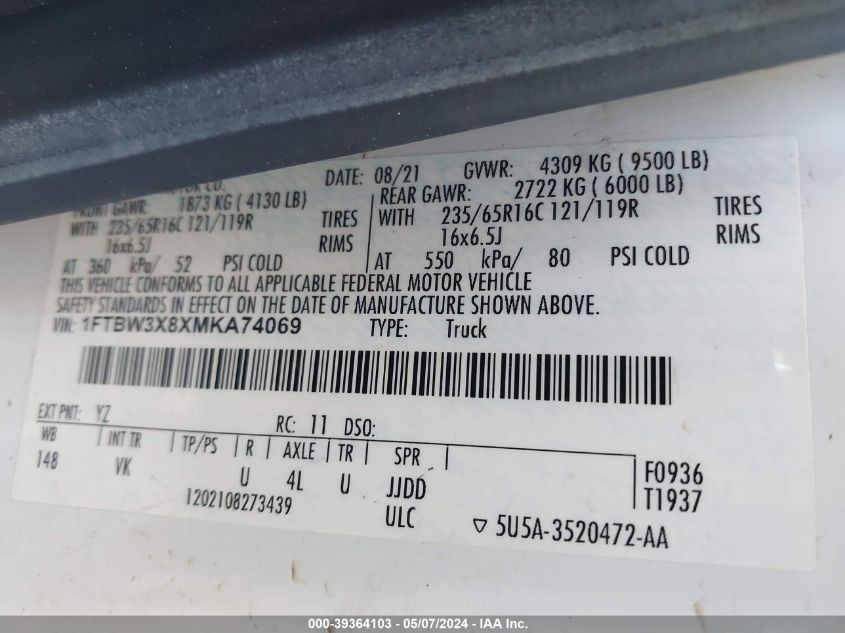 DATE: 08/21 GVWR: 4309 KG ( 9500 LB)
CO.
FRONT GAWR: 1873 KG ( 4130 LB) REAR GAWR: 2722 KG ( 6000 LB)
WITH 235/65R16C 121/119R TIRES WITH 235/65R16C 121/119R TIRES
16x6.5J RIMS 16x6.5J RIMS
AT 360 kPa/ 52 PSI COLD AT 550 kPa/ 80 PSI COLD
THIS VEHICLE CONFORMS TO ALL APPLICABLE FEDERAL MOTOR VEHICLE
SAFETY STANDARDS IN EFFECT ON THE DATE OF MANUFACTURE SHOWN ABOVE.
VIN: 1FTBW3X8XMKA74069 TYPE: Truck
EXT PNT: YZ RC: 11 DSO:
WB INT TR TP/PS R AXLE TR SPR
148 VK U 4L U JJDD
F0936
T1937
1202108273439 ULC
5U5A-3520472-AA
000-39364103 - 05/07/2024 - IAA Inc.